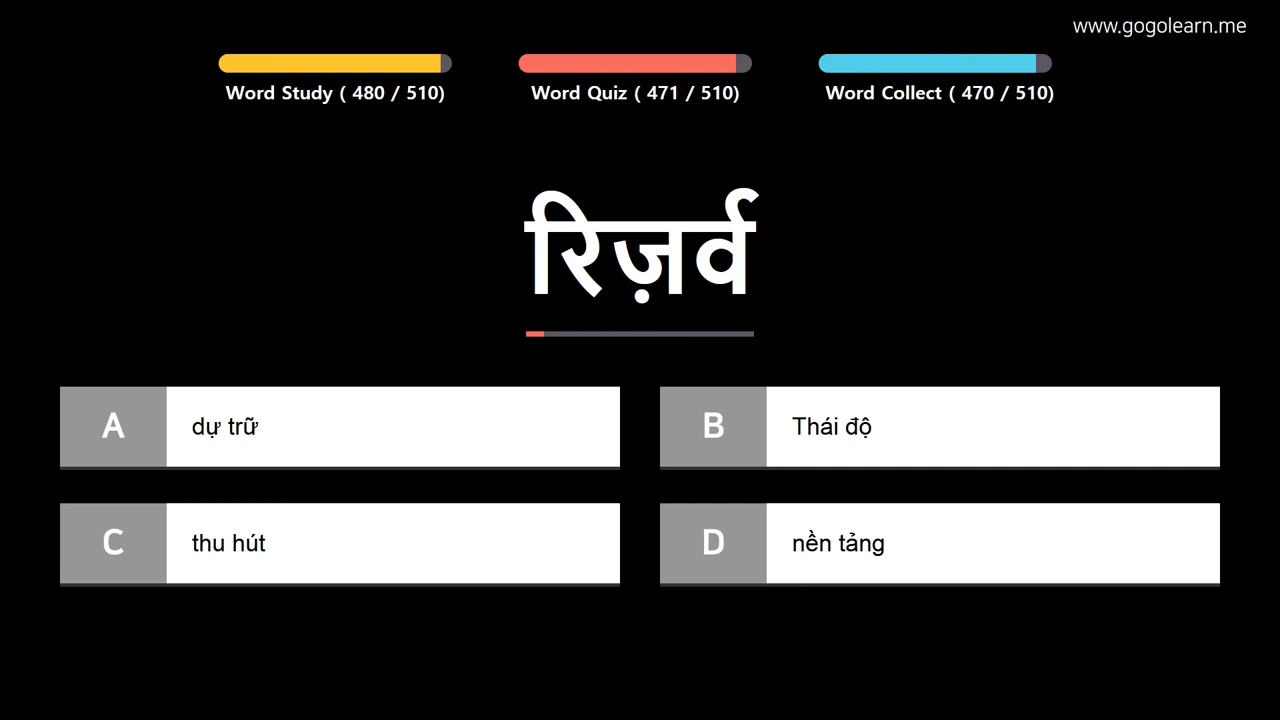 www.gogolearn.me
Word Study ( 480 / 510)
Word Quiz ( 471 / 510)
Word Collect ( 470 / 510)
रिज़र्व
A dự trữ
B Thái độ
C thu hút
D nền tảng